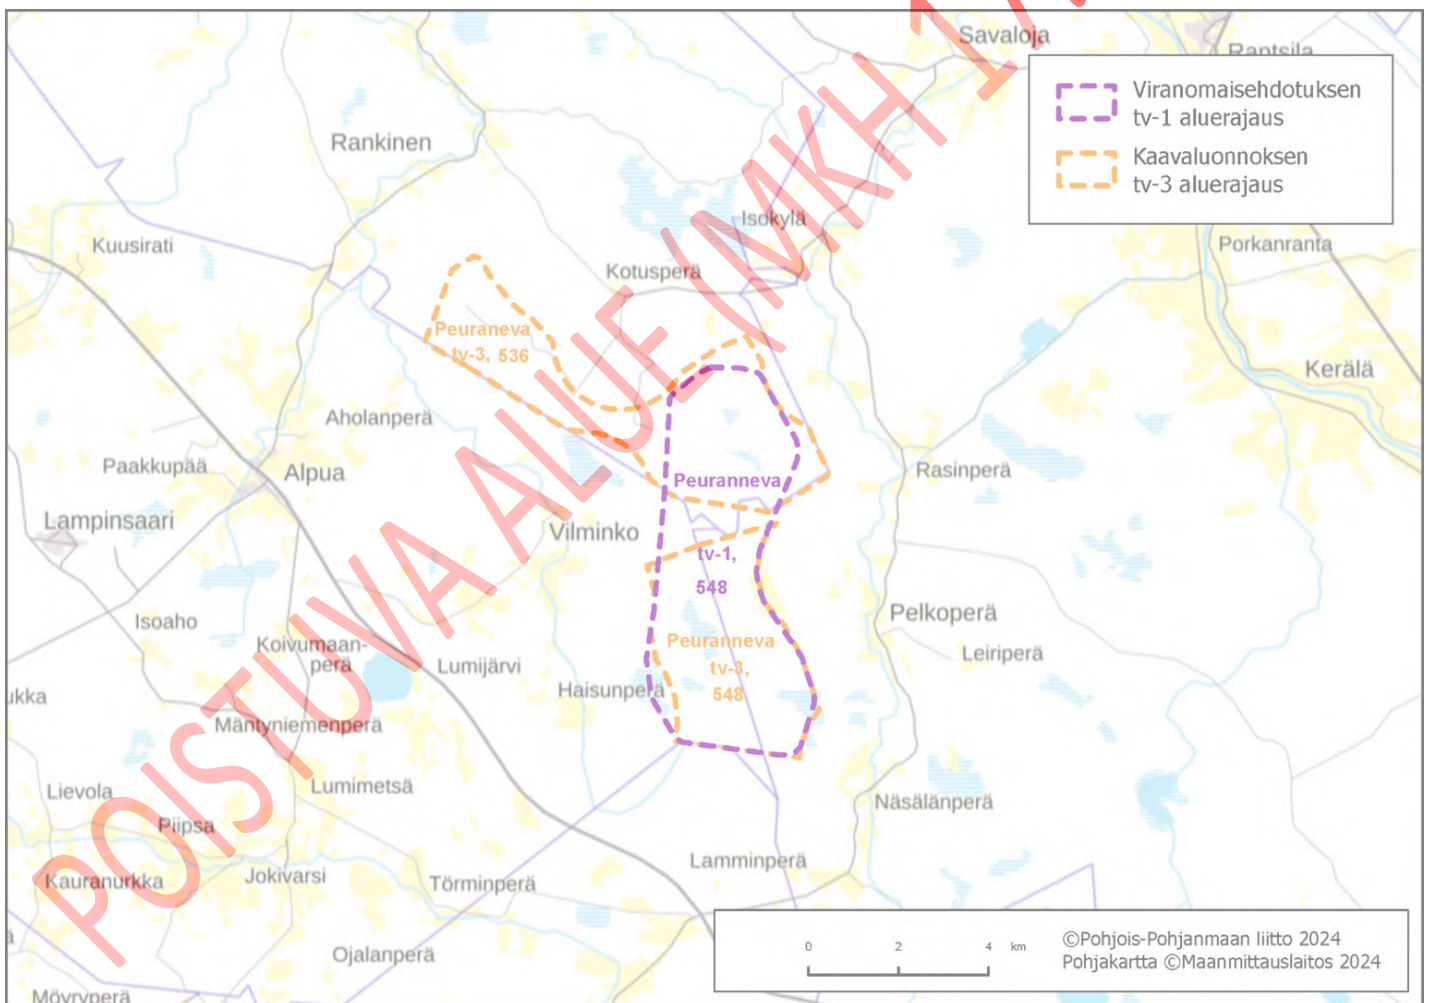 Savaloja
Rantsila
Viranomaisehdotuksen
tv-1 aluerajaus
Kaavaluonnoksen
tv-3 aluerajaus
Rankinen
Isokylä
Kuusirati
Kotusperä
Porkanranta
Peuraneva
tv-3, 536
Kerälä
Aholanperä
Paakkupää
Alpua
Rasinperä
Peuranneva
Lampinsaari
Vilminko
tv-1,
548
Isoaho
Pelkoperä
Koivumaan-
perä
Lumijärvi
Peuranneva
tv-3,
548
Leiriperä
Haisunperä
ukka
Mäntyniemenperä
Lievola
Lumimetsä
Näsälänperä
Piipsa
Lamminperä
Kauranurkka
Jokivarsi
Törminperä
Ojalanperä
Möyryperä
0 2 4 km
©Pohjois-Pohjanmaan liitto 2024
Pohjakartta ©Maanmittauslaitos 2024
POISTUVA ALUE (MKH